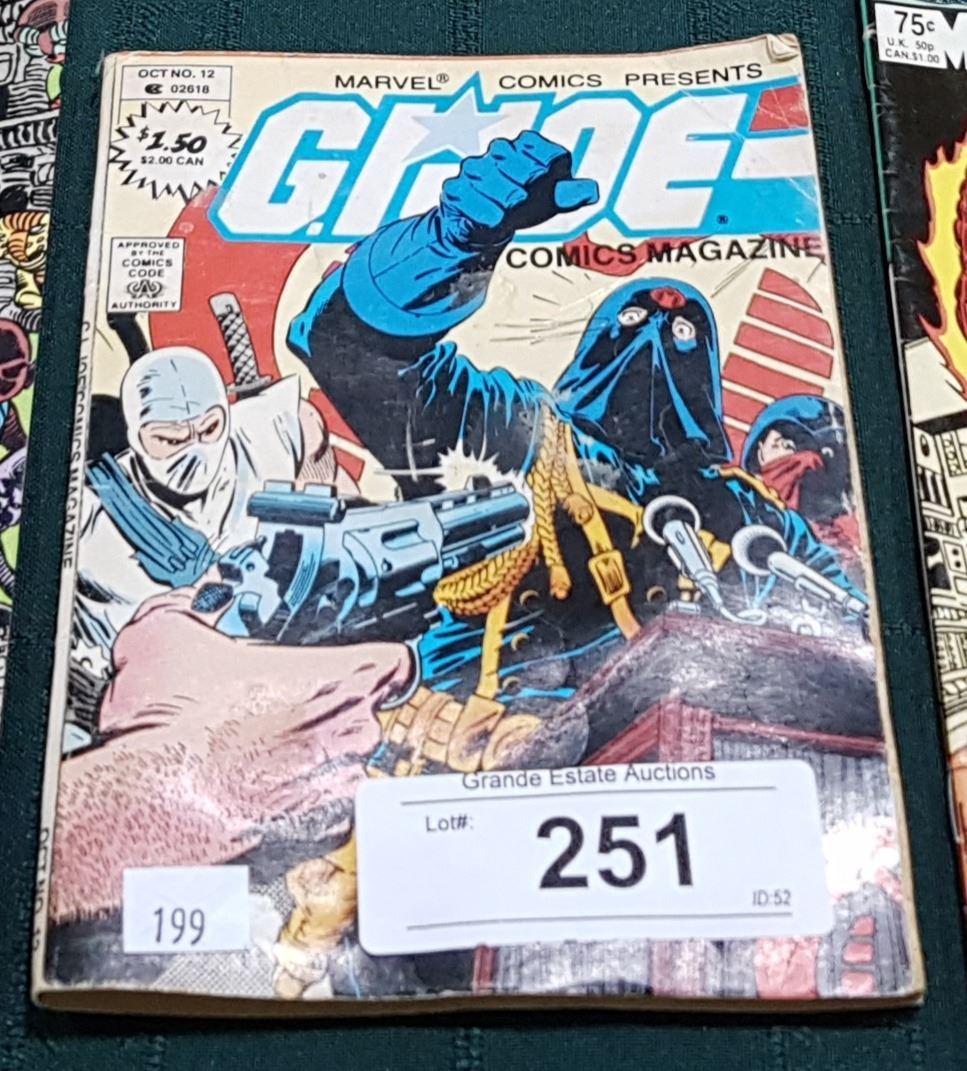 OCT NO. 12
02618
$1.50
$2.00 CAN
APPROVED
BY THE
COMICS
CODE
AUTHORITY
MARVEL® COMICS PRESENTS
G.I. JOE®
COMICS MAGAZINE
Grande Estate Auctions
Lot#:
251
ID:52
199
75¢
U.K. 50p
CAN.$1.00